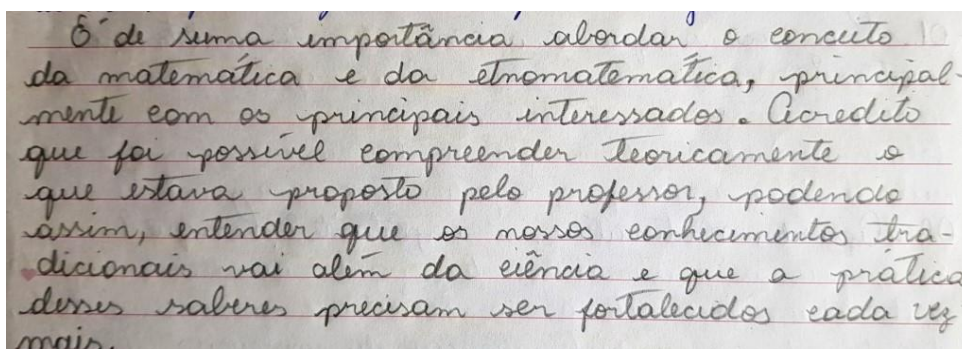 É de suma importância abordar o conceito
da matemática e da etnomatemática, principal-
mente com os principais interessados. Acredito
que foi possível compreender teoricamente o
que estava proposto pelo professor, podendo
assim, entender que os nossos conhecimentos tra-
dicionais vai além da ciência e que a prática
desses saberes precisam ser fortalecidos cada vez
mais.